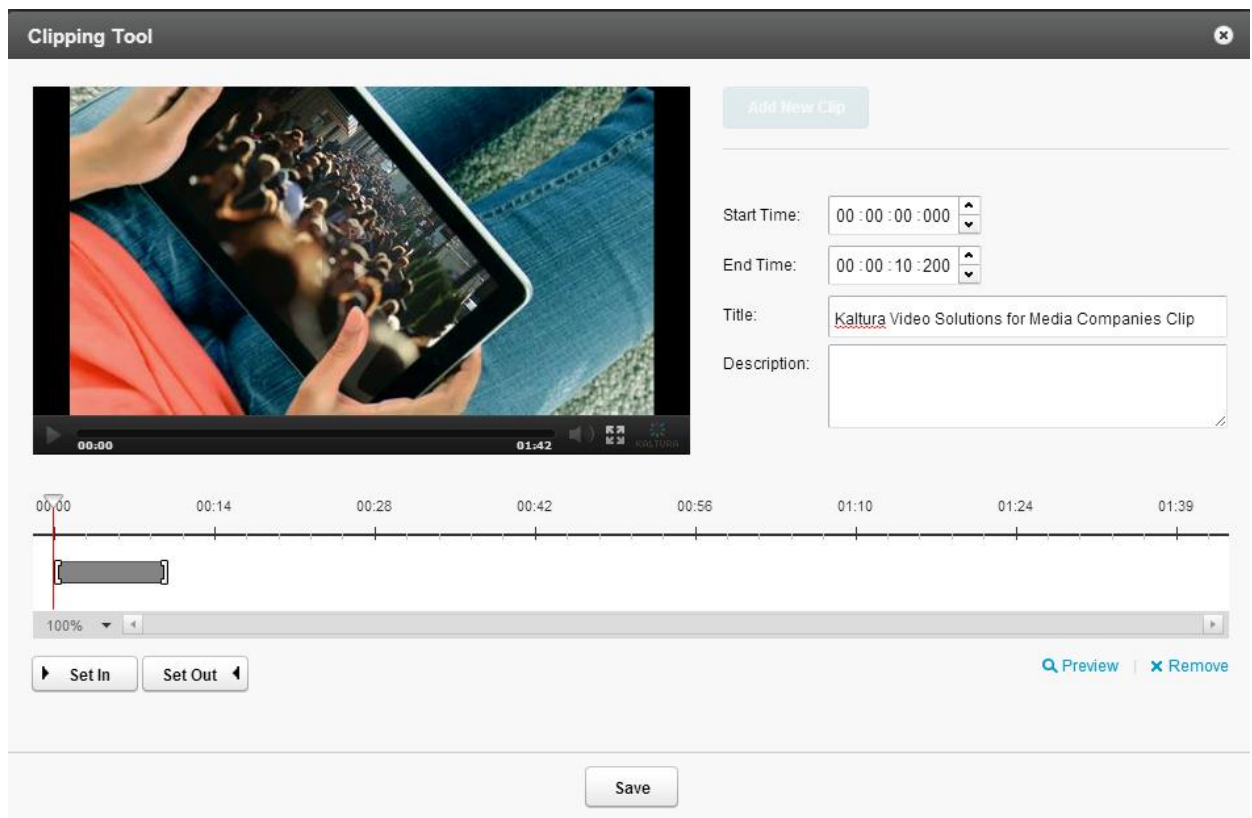 Clipping Tool
Add New Clip
Start Time: 00 : 00 : 00 : 000
End Time: 00 : 00 : 10 : 200
Title: Kaltura Video Solutions for Media Companies Clip
Description:
00:00 01:42 KALTURA
00:00 00:14 00:28 00:42 00:56 01:10 01:24 01:39
100%
Set In Set Out Preview | Remove
Save